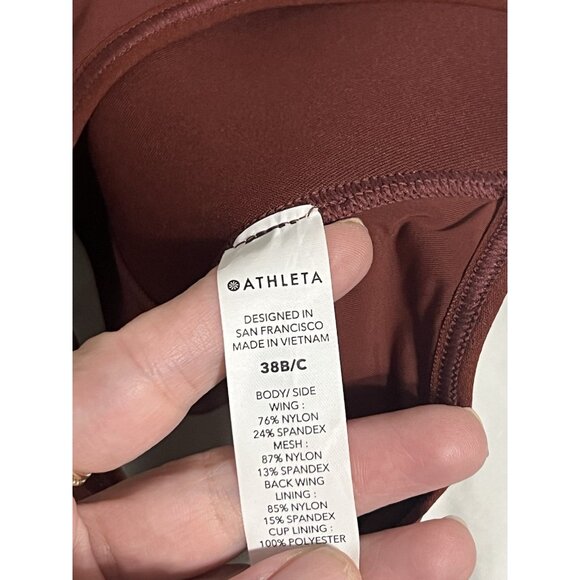 ATHLETA
DESIGNED IN
SAN FRANCISCO
MADE IN VIETNAM
38B/C
BODY/ SIDE
WING :
76% NYLON
24% SPANDEX
MESH :
87% NYLON
13% SPANDEX
BACK WING
LINING :
85% NYLON
15% SPANDEX
CUP LINING :
100% POLYESTER